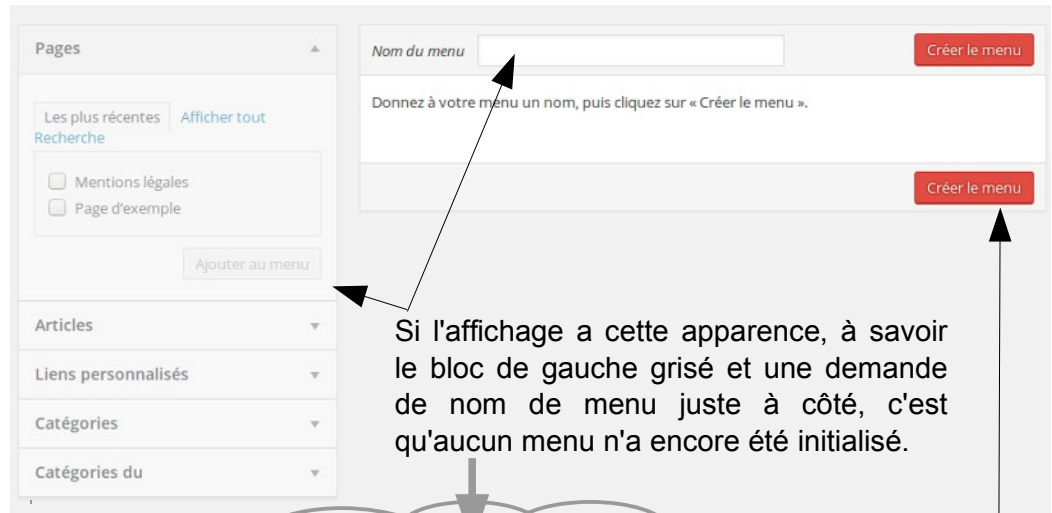 Pages
Les plus récentes Afficher tout
Recherche
Mentions légales
Page d'exemple
Ajouter au menu
Articles
Liens personnalisés
Catégories
Catégories du
Nom du menu
Créer le menu
Donnez à votre menu un nom, puis cliquez sur « Créer le menu ».
Créer le menu
Si l'affichage a cette apparence, à savoir
le bloc de gauche grisé et une demande
de nom de menu juste à côté, c'est
qu'aucun menu n'a encore été initialisé.